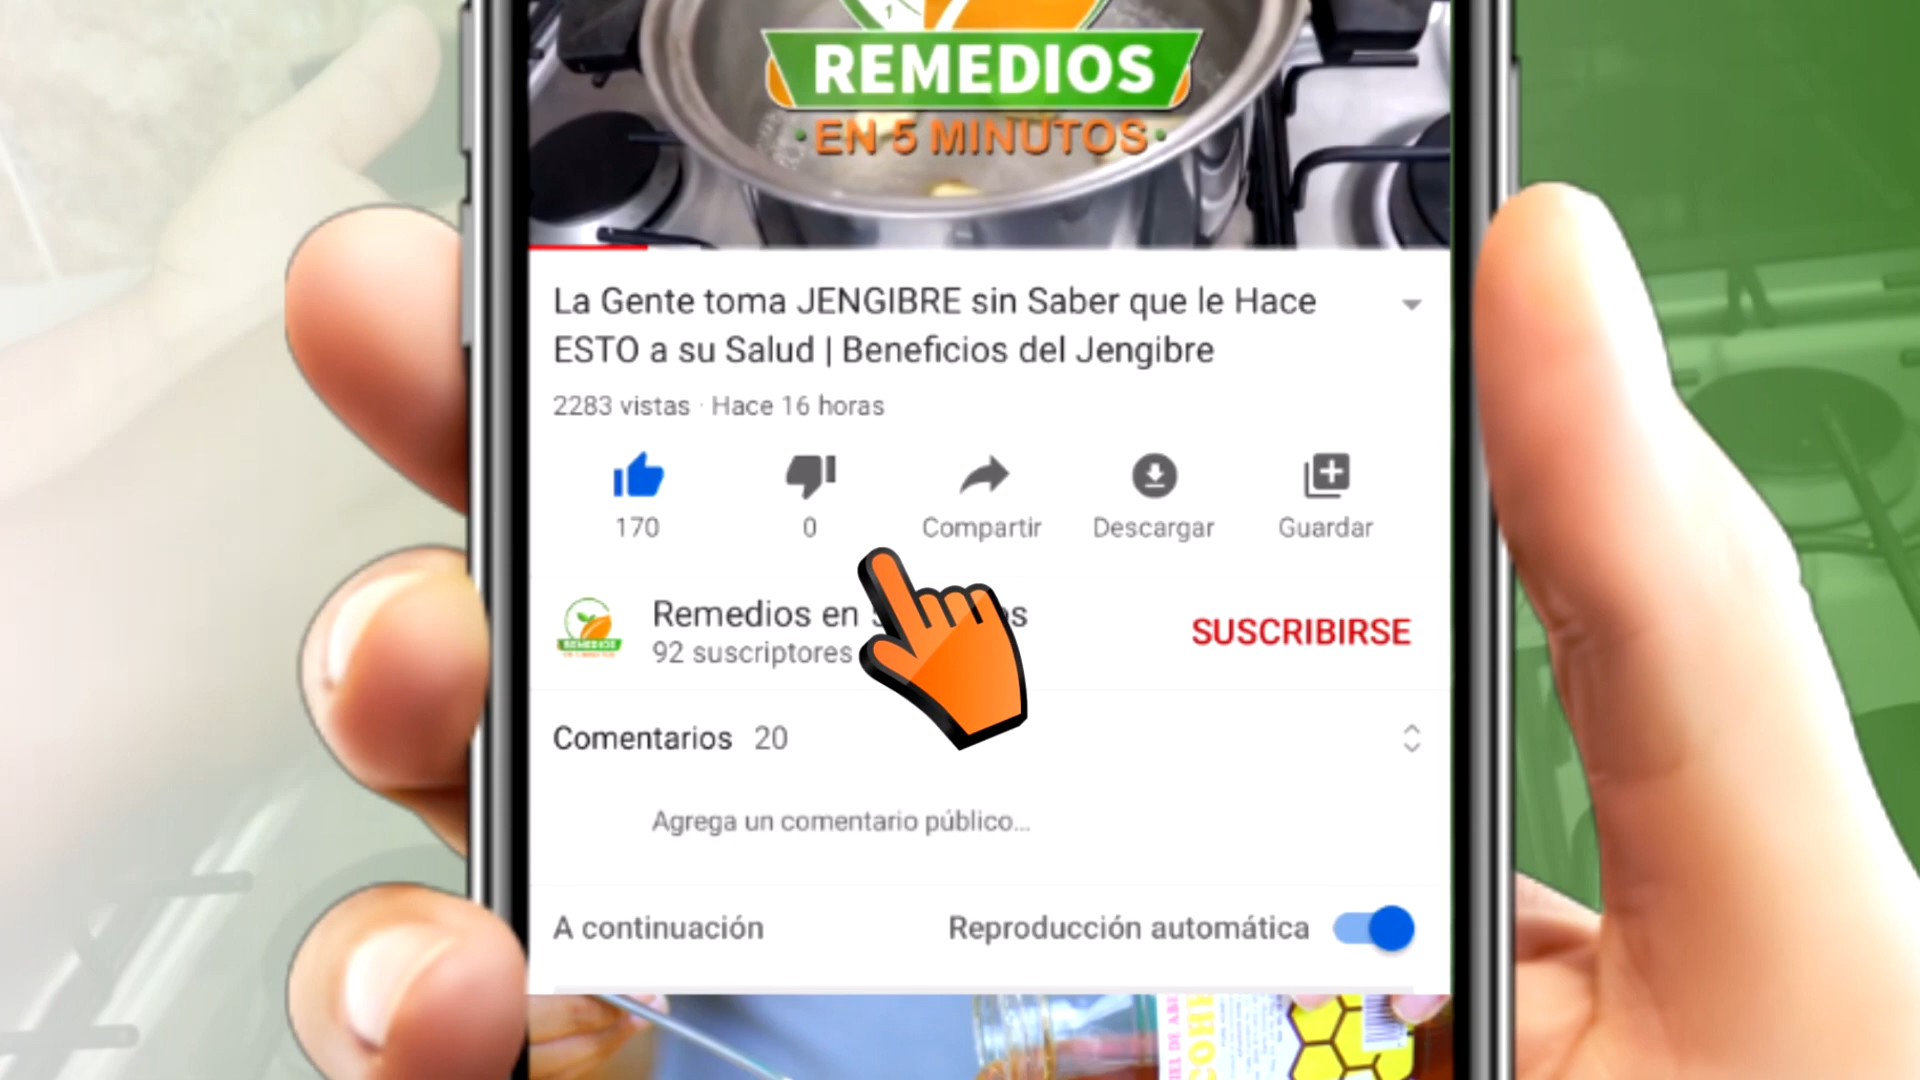 REMEDIOS
EN 5 MINUTOS
La Gente toma JENGIBRE sin Saber que le Hace
ESTO a su Salud | Beneficios del Jengibre
2283 vistas · Hace 16 horas
170 0 Compartir Descargar Guardar
REMEDIOS
Remedios en
92 suscriptores
SUSCRIBIRSE
Comentarios 20
Agrega un comentario público...
A continuación Reproducción automática